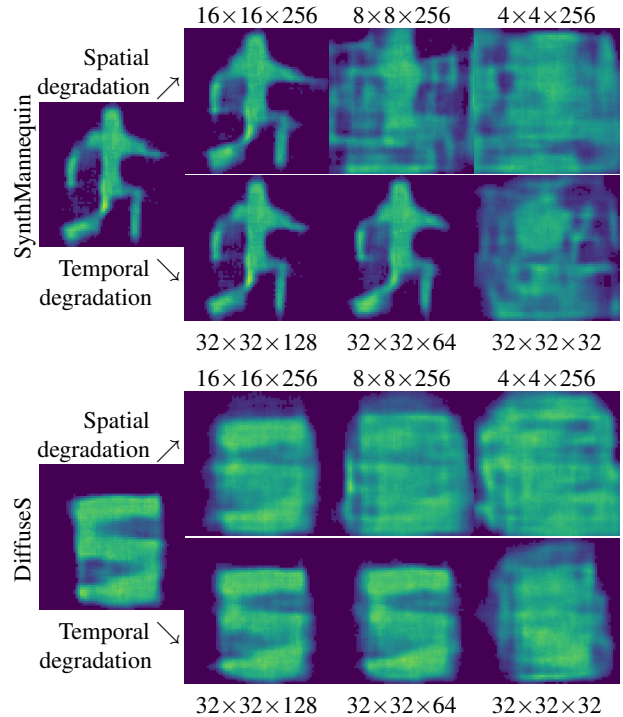 16×16×256 8×8×256 4×4×256
Spatial
degradation ↗
SynthMannequin
Temporal
degradation ↘
32×32×128 32×32×64 32×32×32
16×16×256 8×8×256 4×4×256
Spatial
degradation ↗
DiffuseS
Temporal
degradation ↘
32×32×128 32×32×64 32×32×32